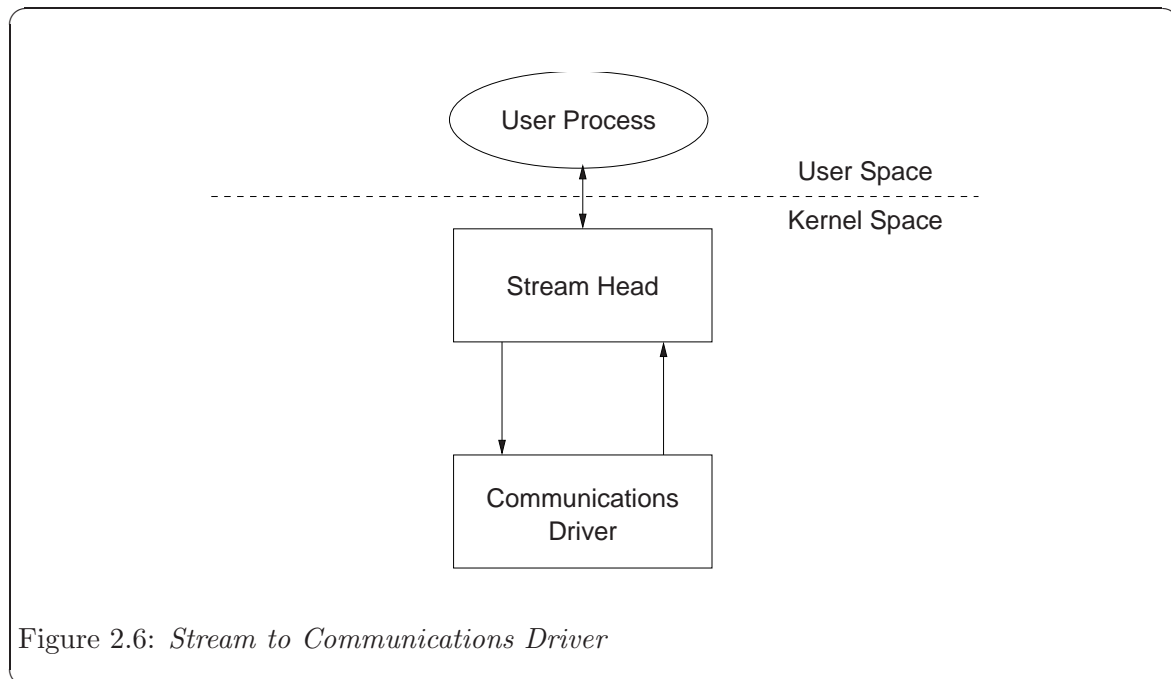 User Process
User Space
Kernel Space
Stream Head
Communications
Driver
Figure 2.6: Stream to Communications Driver